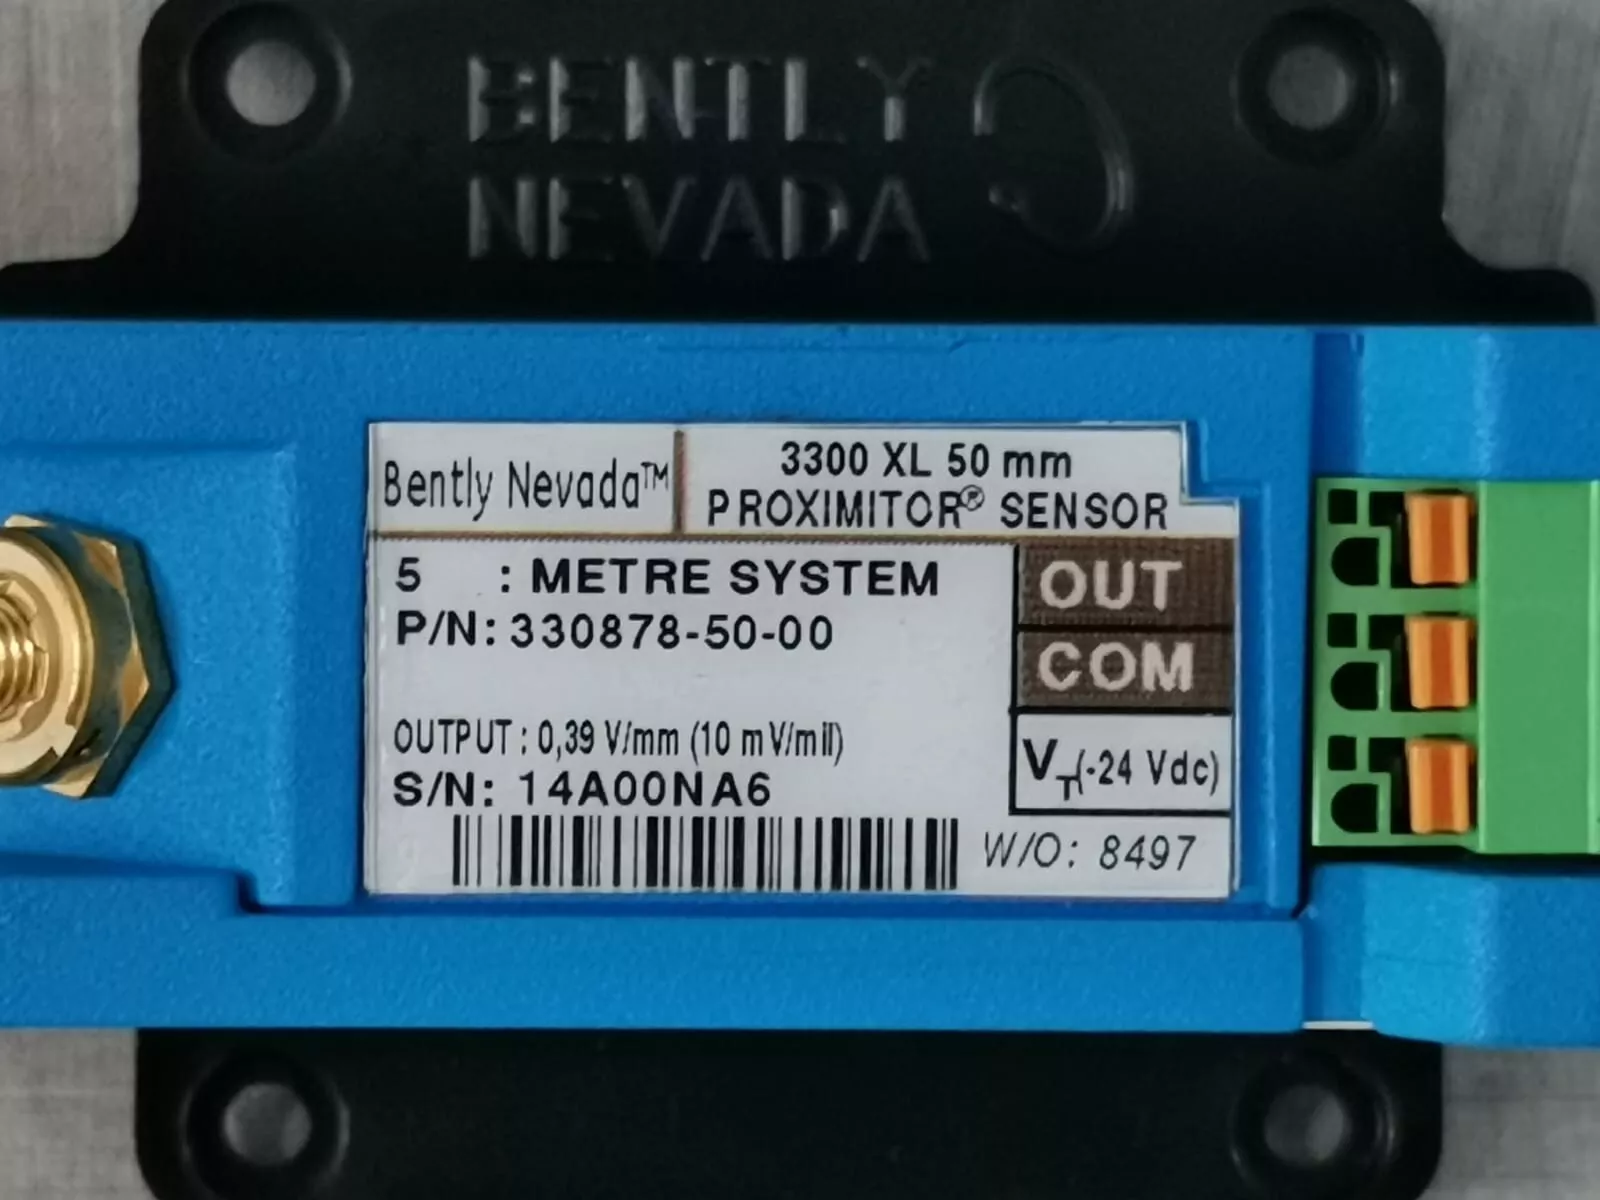 BENTLY
NEVADA
Bently Nevada™
3300 XL 50 mm
PROXIMITOR® SENSOR
5 : METRE SYSTEM
P/N: 330878-50-00
OUTPUT : 0,39 V/mm (10 mV/mil)
S/N: 14A00NA6
OUT
COM
VT(-24 Vdc)
W/O: 8497